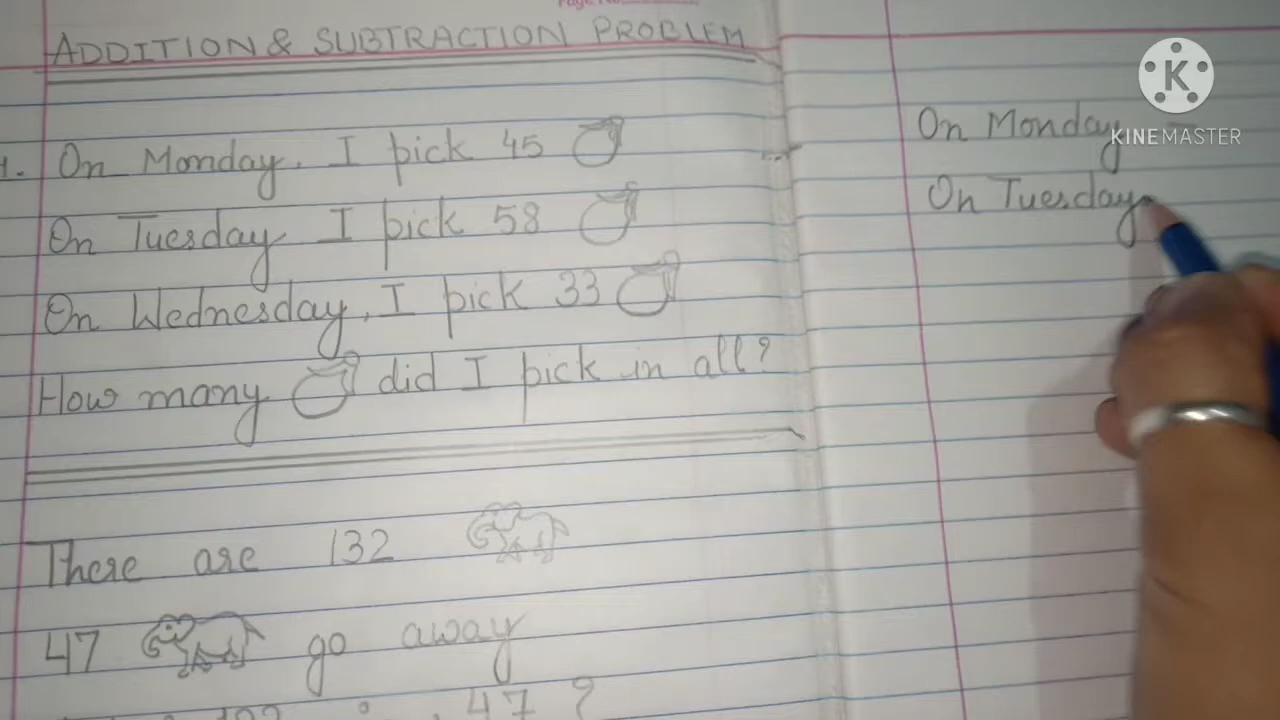 ADDITION & SUBTRACTION PROBLEM
1. On Monday, I pick 45
On Tuesday I pick 58
On Wednesday, I pick 33
How many did I pick in all?
There are 132
47 go away
47 ?
On Monday
On Tuesday
K
KINEMASTER